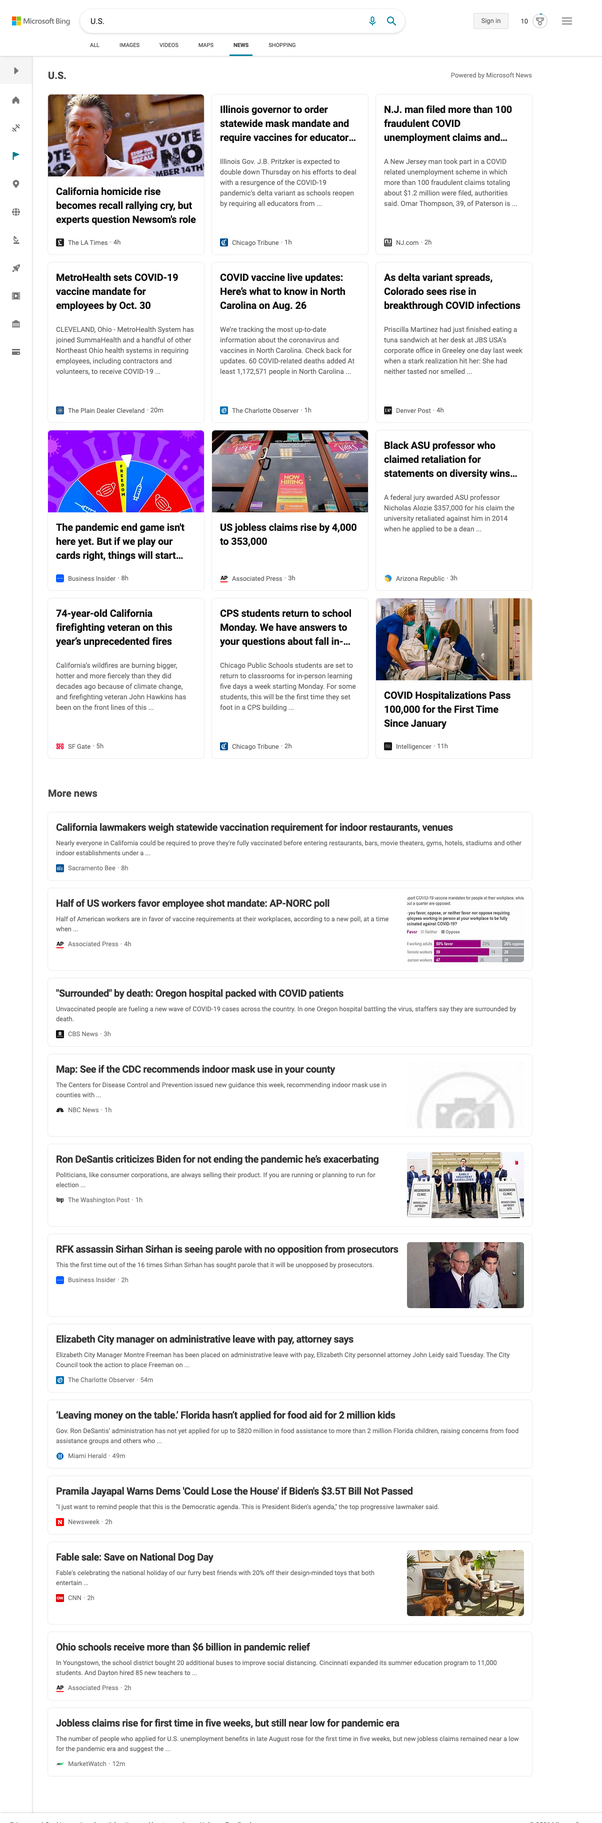 Microsoft Bing
U.S.
Sign in
10
ALL IMAGES VIDEOS MAPS NEWS SHOPPING
U.S.
Powered by Microsoft News
VOTE
NO
VOTE
NO
California homicide rise
becomes recall rallying cry, but
experts question Newsom's role
The LA Times · 4h
Illinois governor to order
statewide mask mandate and
require vaccines for educator...
Illinois Gov. J.B. Pritzker is expected to
double down Thursday on his efforts to deal
with a resurgence of the COVID-19
pandemic's delta variant as schools reopen
by requiring all educators from ...
Chicago Tribune · 1h
N.J. man filed more than 100
fraudulent COVID
unemployment claims and...
A New Jersey man took part in a COVID
related unemployment scheme in which
more than 100 fraudulent claims totaling
about $1.2 million were filed, authorities
said. Omar Thompson, 39, of Paterson is ...
NJ.com · 2h
MetroHealth sets COVID-19
vaccine mandate for
employees by Oct. 30
CLEVELAND, Ohio - MetroHealth System has
joined SummaHealth and a handful of other
Northeast Ohio health systems in requiring
employees, including contractors and
volunteers, to receive COVID-19 ...
The Plain Dealer Cleveland · 20m
COVID vaccine live updates:
Here's what to know in North
Carolina on Aug. 26
We're tracking the most up-to-date
information about the coronavirus and
vaccines in North Carolina. Check back for
updates. 60 COVID-related deaths added At
least 1,172,571 people in North Carolina ...
The Charlotte Observer · 1h
As delta variant spreads,
Colorado sees rise in
breakthrough COVID infections
Priscilla Martinez had just finished eating a
tuna sandwich at her desk at JBS USA's
corporate office in Greeley one day last week
when a stark realization hit her: She had
neither tasted nor smelled ...
Denver Post · 4h
FREEDOM
The pandemic end game isn't
here yet. But if we play our
cards right, things will start...
Business Insider · 8h
NOW
HIRING
US jobless claims rise by 4,000
to 353,000
AP Associated Press · 3h
Black ASU professor who
claimed retaliation for
statements on diversity wins...
A federal jury awarded ASU professor
Nicholas Alozie $357,000 for his claim the
university retaliated against him in 2014
when he applied to be a dean ...
Arizona Republic · 3h
74-year-old California
firefighting veteran on this
year's unprecedented fires
California's wildfires are burning bigger,
hotter and more fiercely than they did
decades ago because of climate change,
and firefighting veteran John Hawkins has
been on the front lines of this ...
SF Gate · 5h
CPS students return to school
Monday. We have answers to
your questions about fall in-...
Chicago Public Schools students are set to
return to classrooms for in-person learning
five days a week starting Monday. For some
students, this will be the first time they set
foot in a CPS building ...
Chicago Tribune · 2h
COVID Hospitalizations Pass
100,000 for the First Time
Since January
Intelligencer · 11h
More news
California lawmakers weigh statewide vaccination requirement for indoor restaurants, venues
Nearly everyone in California could be required to prove they're fully vaccinated before entering restaurants, bars, movie theaters, gyms, hotels, stadiums and other
indoor establishments under a ...
Sacramento Bee · 8h
Half of US workers favor employee shot mandate: AP-NORC poll
Half of American workers are in favor of vaccine requirements at their workplaces, according to a new poll, at a time
when ...
AP Associated Press · 4h
Favor Neither Oppose
"Surrounded" by death: Oregon hospital packed with COVID patients
Unvaccinated people are fueling a new wave of COVID-19 cases across the country. In one Oregon hospital battling the virus, staffers say they are surrounded by
death.
CBS News · 3h
Map: See if the CDC recommends indoor mask use in your county
The Centers for Disease Control and Prevention issued new guidance this week, recommending indoor mask use in
counties with ...
NBC News · 1h
Ron DeSantis criticizes Biden for not ending the pandemic he's exacerbating
Politicians, like consumer corporations, are always selling their product. If you are running or planning to run for
election ...
wp The Washington Post · 1h
RFK assassin Sirhan Sirhan is seeing parole with no opposition from prosecutors
This the first time out of the 16 times Sirhan Sirhan has sought parole that it will be unopposed by prosecutors.
Business Insider · 2h
Elizabeth City manager on administrative leave with pay, attorney says
Elizabeth City Manager Montre Freeman has been placed on administrative leave with pay, Elizabeth City personnel attorney John Leidy said Tuesday. The City
Council took the action to place Freeman on ...
The Charlotte Observer · 54m
'Leaving money on the table.' Florida hasn't applied for food aid for 2 million kids
Gov. Ron DeSantis' administration has not yet applied for up to $820 million in food assistance to more than 2 million Florida children, raising concerns from food
assistance groups and others who ...
Miami Herald · 49m
Pramila Jayapal Warns Dems 'Could Lose the House' if Biden's $3.5T Bill Not Passed
"I just want to remind people that this is the Democratic agenda. This is President Biden's agenda," the top progressive lawmaker said.
N Newsweek · 2h
Fable sale: Save on National Dog Day
Fable's celebrating the national holiday of our furry best friends with 20% off their design-minded toys that both
entertain ...
CNN CNN · 2h
Ohio schools receive more than $6 billion in pandemic relief
In Youngstown, the school district bought 20 additional buses to improve social distancing. Cincinnati expanded its summer education program to 11,000
students. And Dayton hired 85 new teachers to ...
AP Associated Press · 2h
Jobless claims rise for first time in five weeks, but still near low for pandemic era
The number of people who applied for U.S. unemployment benefits in late August rose for the first time in five weeks, but new jobless claims remained near a low
for the pandemic era and suggest the ...
MarketWatch · 12m